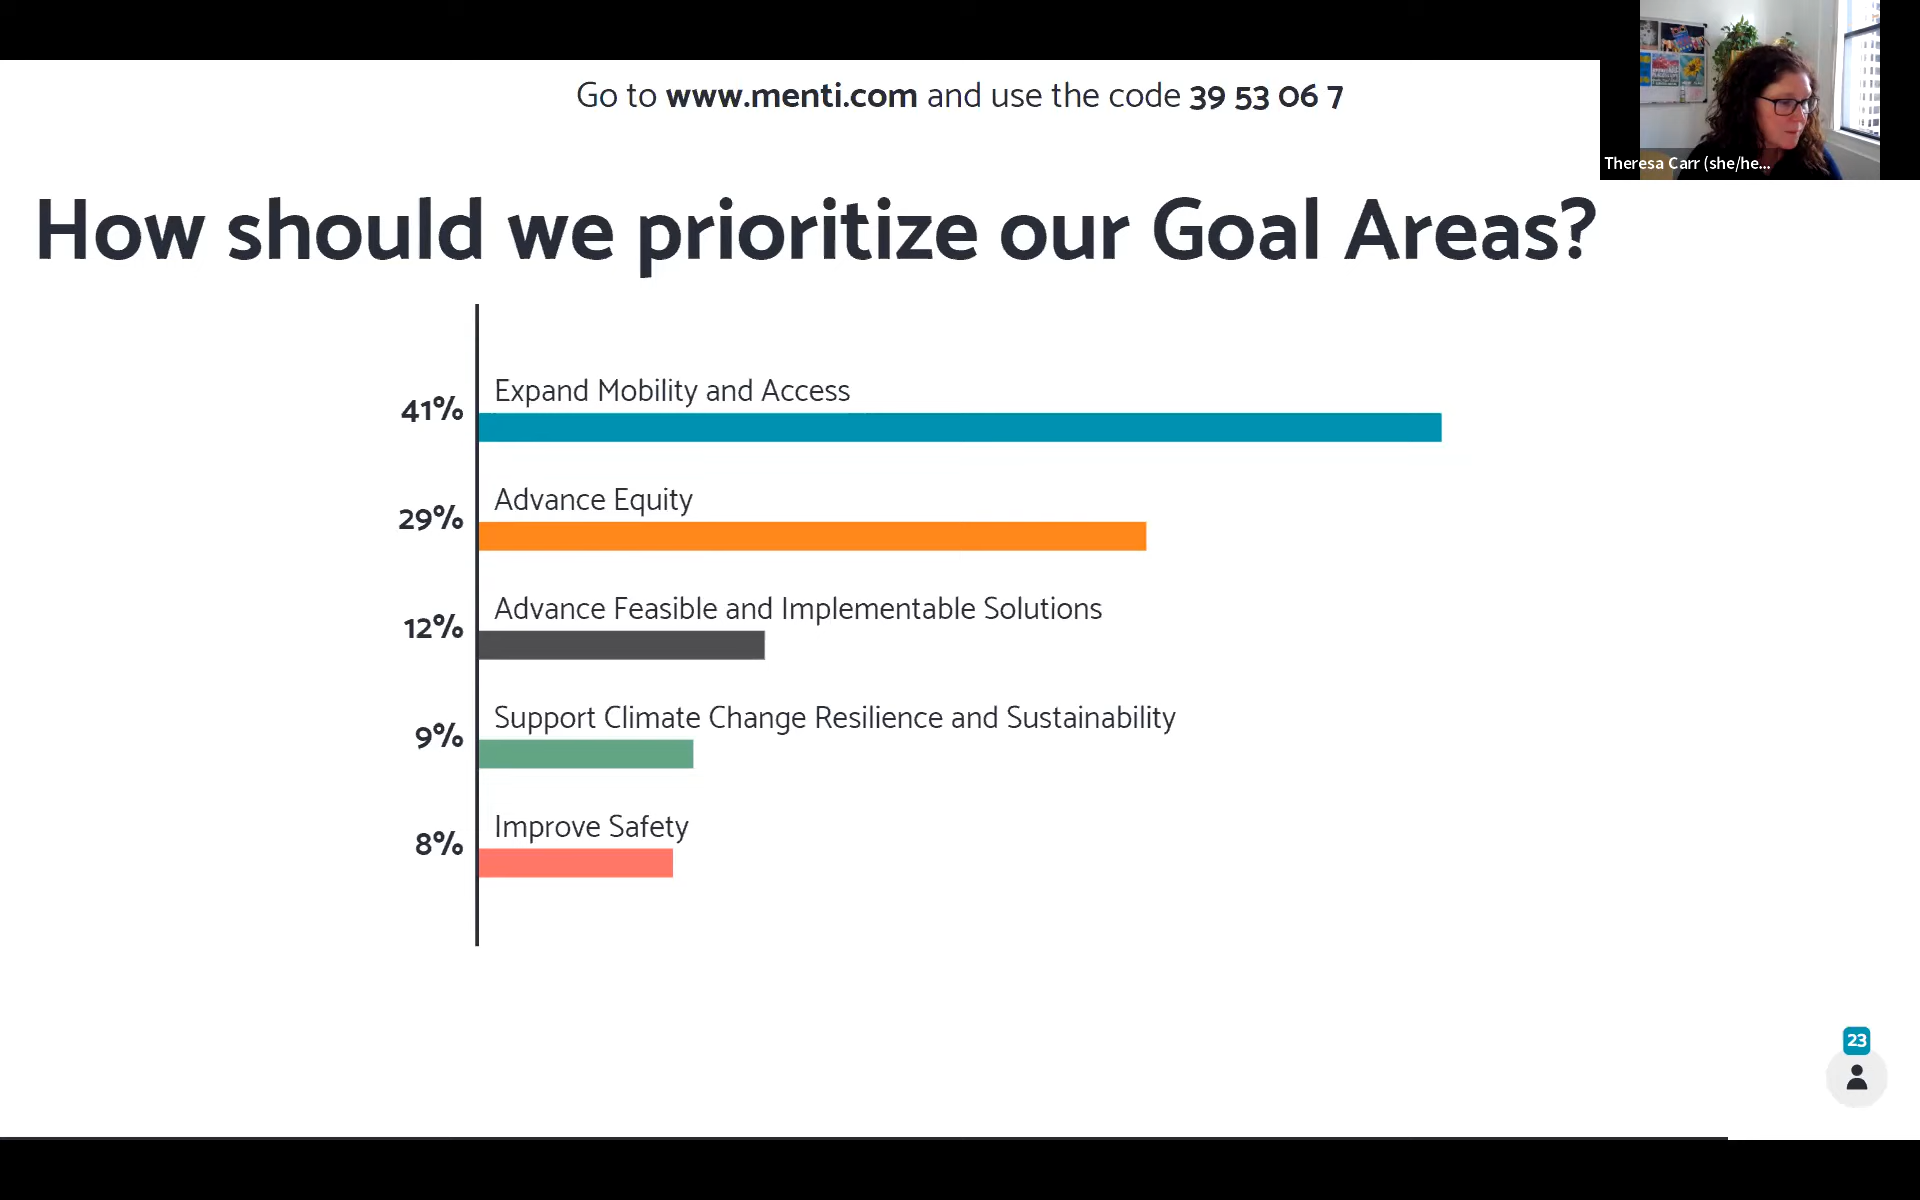 Go to www.menti.com and use the code 39 53 06 7
Theresa Carr (she/he...
How should we prioritize our Goal Areas?
41%
Expand Mobility and Access
29%
Advance Equity
12%
Advance Feasible and Implementable Solutions
9%
Support Climate Change Resilience and Sustainability
8%
Improve Safety
23